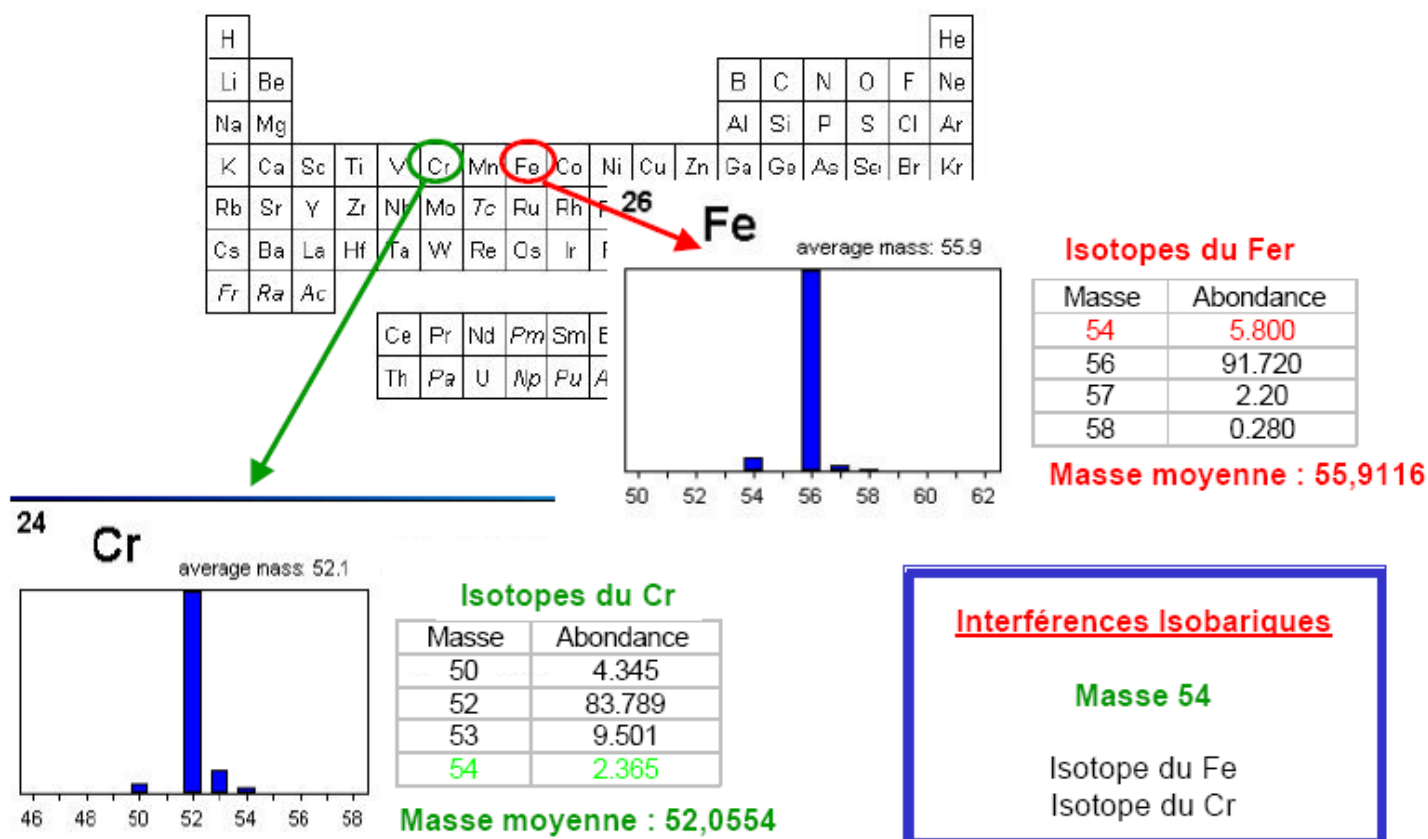 H He
Li Be B C N O F Ne
Na Mg Al Si P S Cl Ar
K Ca Sc Ti V Cr Mn Fe Co Ni Cu Zn Ga Ge As Se Br Kr
Rb Sr Y Zr Nb Mo Tc Ru Rh
Cs Ba La Hf Ta W Re Os Ir
Fr Ra Ac
Ce Pr Nd Pm Sm
Th Pa U Np Pu
26
Fe
average mass: 55.9
50 52 54 56 58 60 62
Isotopes du Fer
Masse Abondance
54 5.800
56 91.720
57 2.20
58 0.280
Masse moyenne : 55,9116
24
Cr
average mass: 52.1
46 48 50 52 54 56 58
Isotopes du Cr
Masse Abondance
50 4.345
52 83.789
53 9.501
54 2.365
Masse moyenne : 52,0554
Interférences Isobariques
Masse 54
Isotope du Fe
Isotope du Cr